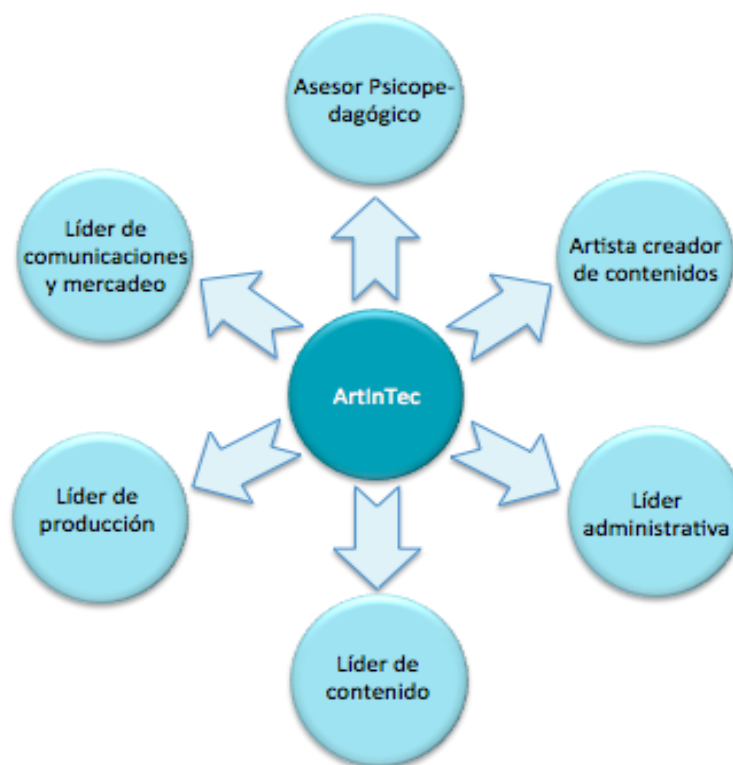 Asesor Psicope-
dagógico
Líder de
comunicaciones
y mercadeo
Artista creador
de contenidos
ArtInTec
Líder de
producción
Líder
administrativa
Líder de
contenido